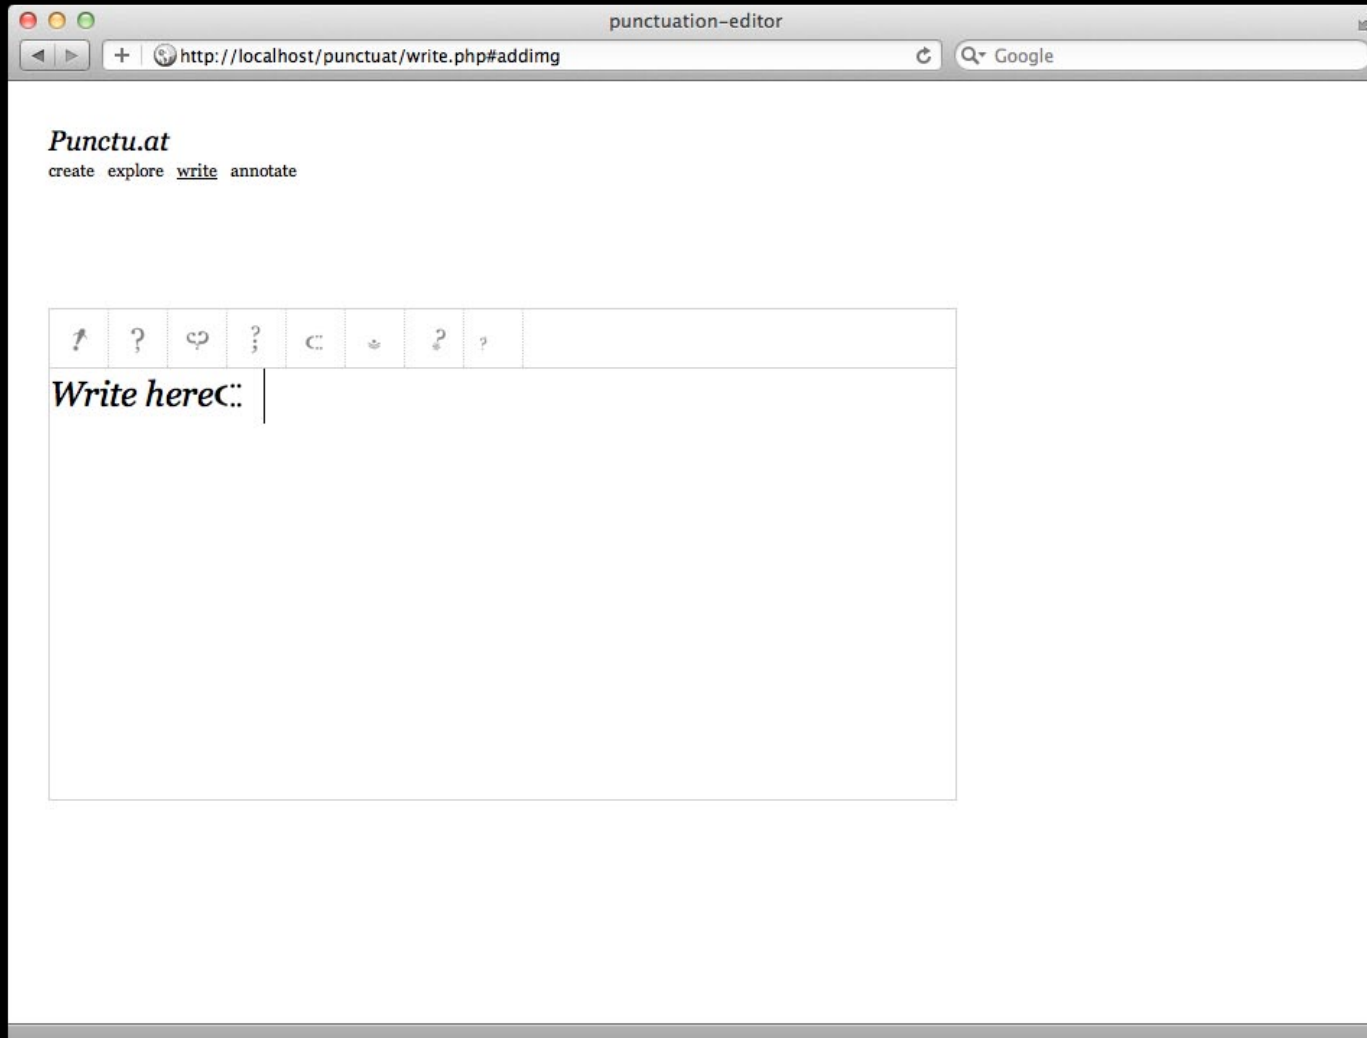 punctuation-editor
http://localhost/punctuat/write.php#addimg
Google
Punctu.at
create explore write annotate
? ?
Write here